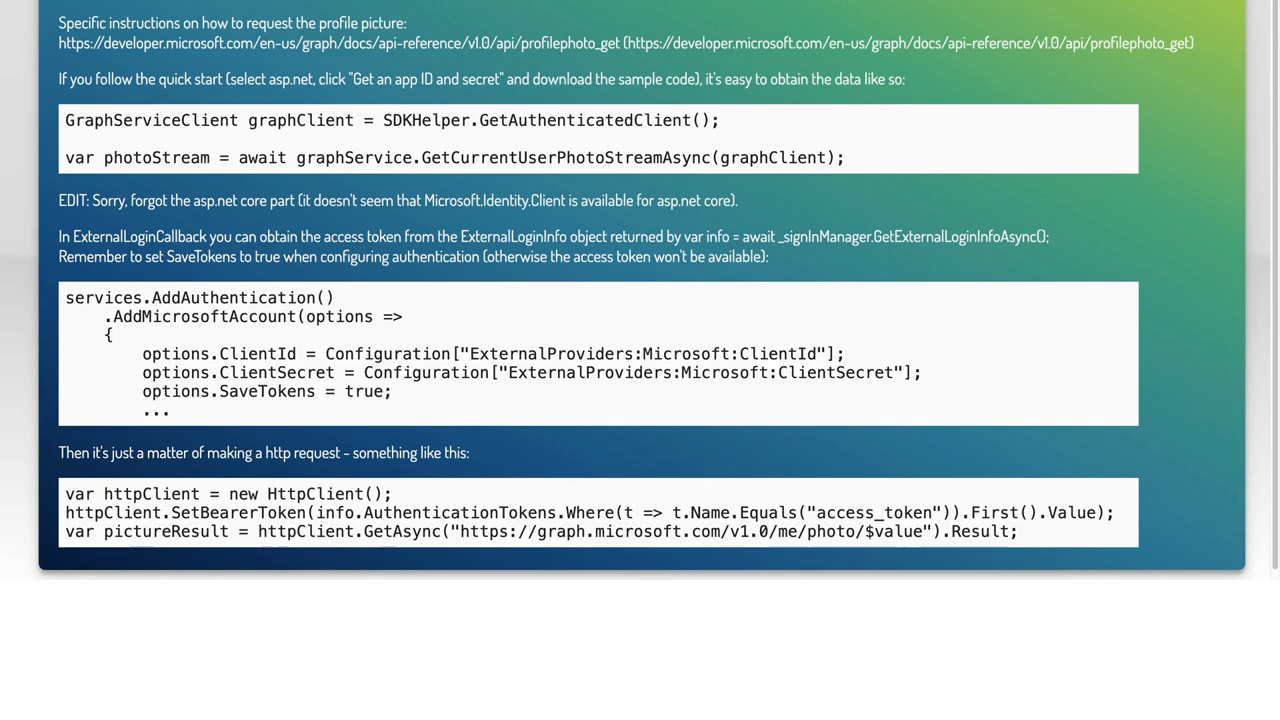 Specific instructions on how to request the profile picture:
https://developer.microsoft.com/en-us/graph/docs/api-reference/v1.0/api/profilephoto_get (https://developer.microsoft.com/en-us/graph/docs/api-reference/v1.0/api/profilephoto_get)
If you follow the quick start (select asp.net, click "Get an app ID and secret" and download the sample code), it's easy to obtain the data like so:
GraphServiceClient graphClient = SDKHelper.GetAuthenticatedClient();
var photoStream = await graphService.GetCurrentUserPhotoStreamAsync(graphClient);
EDIT: Sorry, forgot the asp.net core part (it doesn't seem that Microsoft.Identity.Client is available for asp.net core).
In ExternalLoginCallback you can obtain the access token from the ExternalLoginInfo object returned by var info = await _signInManager.GetExternalLoginInfoAsync();
Remember to set SaveTokens to true when configuring authentication (otherwise the access token won't be available):
services.AddAuthentication()
    .AddMicrosoftAccount(options =>
    {
        options.ClientId = Configuration["ExternalProviders:Microsoft:ClientId"];
        options.ClientSecret = Configuration["ExternalProviders:Microsoft:ClientSecret"];
        options.SaveTokens = true;
        ...
Then it's just a matter of making a http request - something like this:
var httpClient = new HttpClient();
httpClient.SetBearerToken(info.AuthenticationTokens.Where(t => t.Name.Equals("access_token")).First().Value);
var pictureResult = httpClient.GetAsync("https://graph.microsoft.com/v1.0/me/photo/$value").Result;